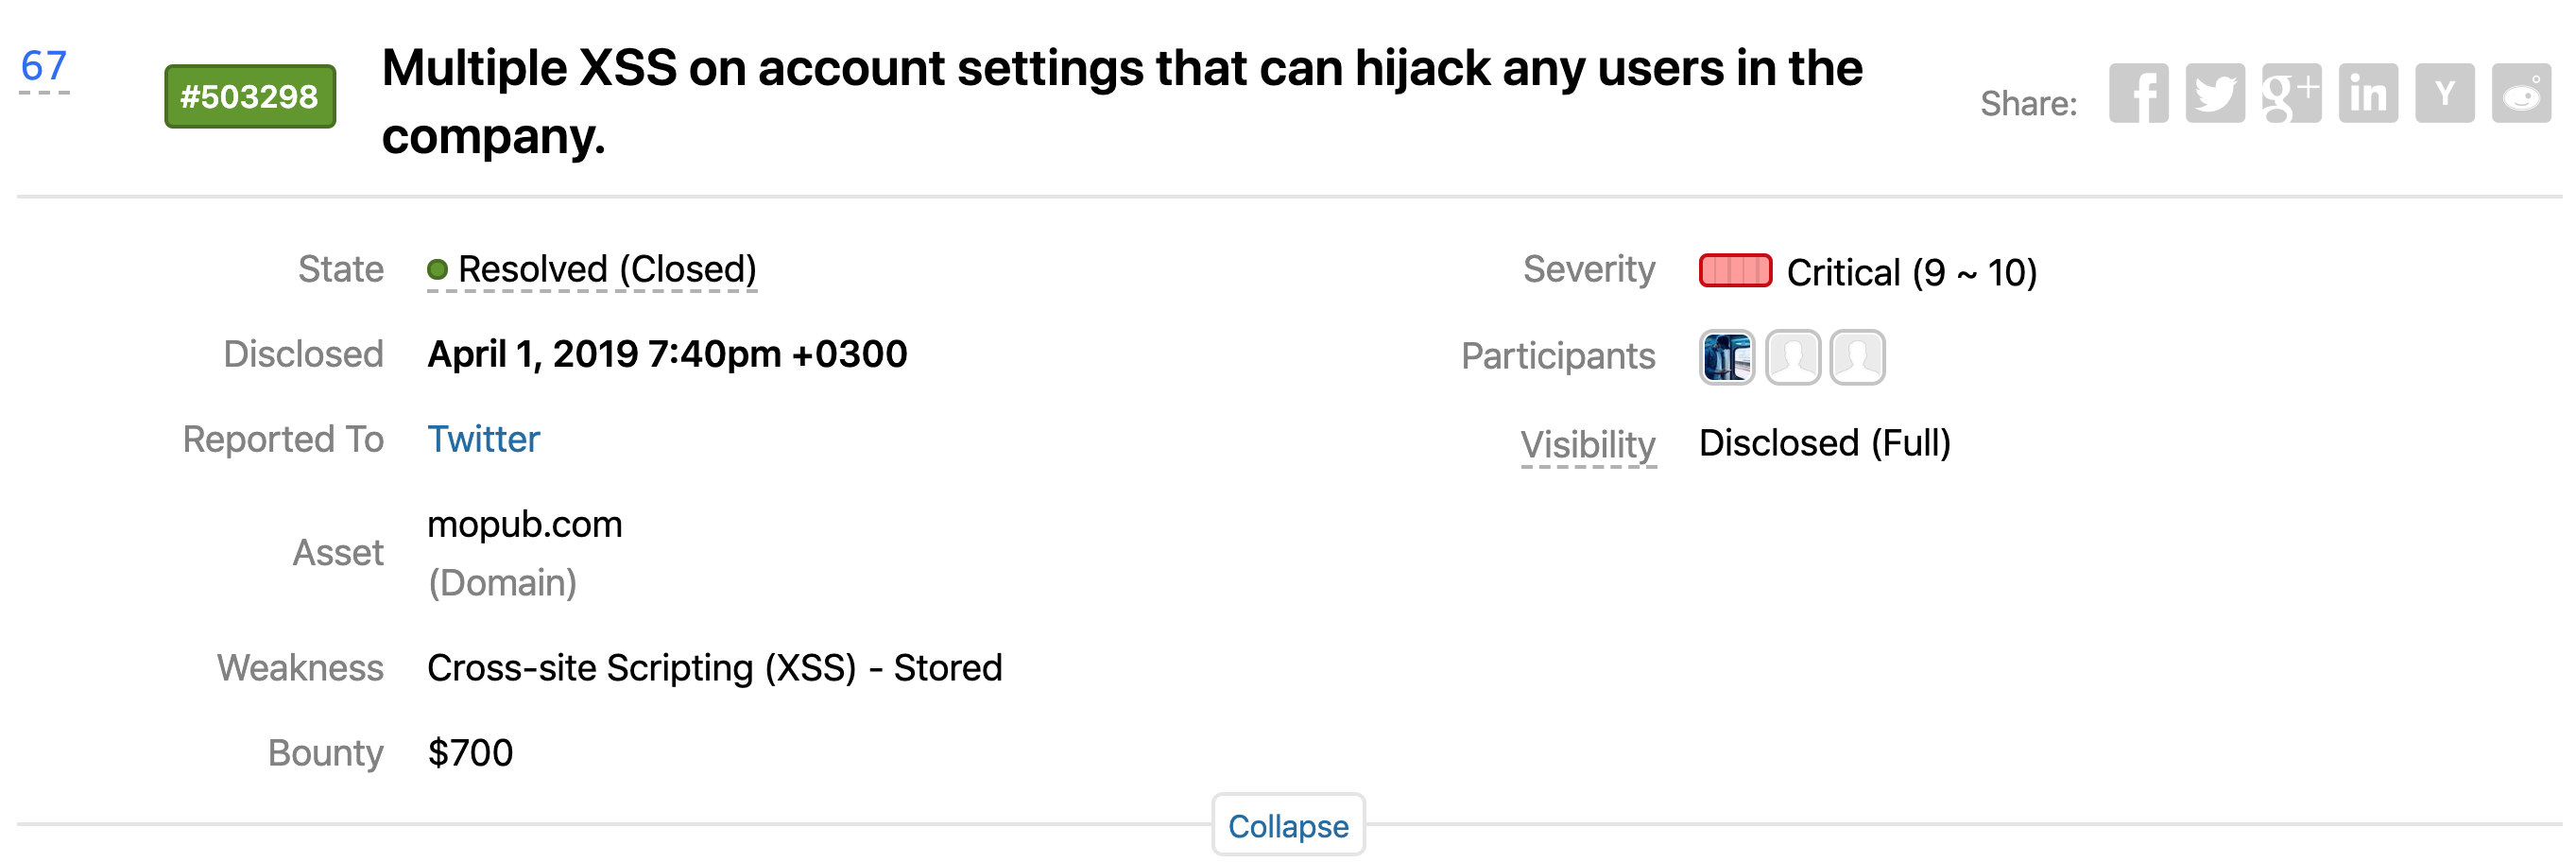 67
#503298
Multiple XSS on account settings that can hijack any users in the
company.
Share:
State
Resolved (Closed)
Disclosed
April 1, 2019 7:40pm +0300
Reported To
Twitter
Asset
mopub.com
(Domain)
Weakness
Cross-site Scripting (XSS) - Stored
Bounty
$700
Severity
Critical (9 ~ 10)
Participants
Visibility
Disclosed (Full)
Collapse